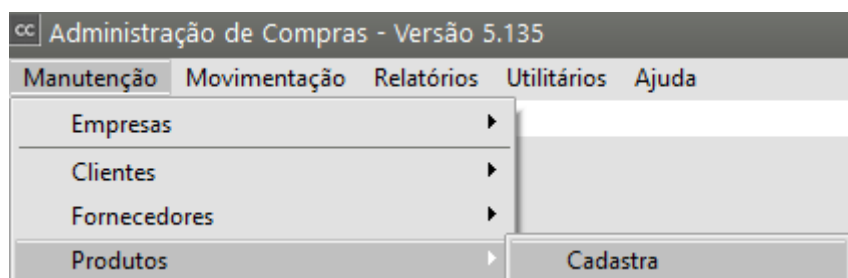 cc Administração de Compras - Versão 5.135
Manutenção Movimentação Relatórios Utilitários Ajuda
Empresas
Clientes
Fornecedores
Produtos Cadastra